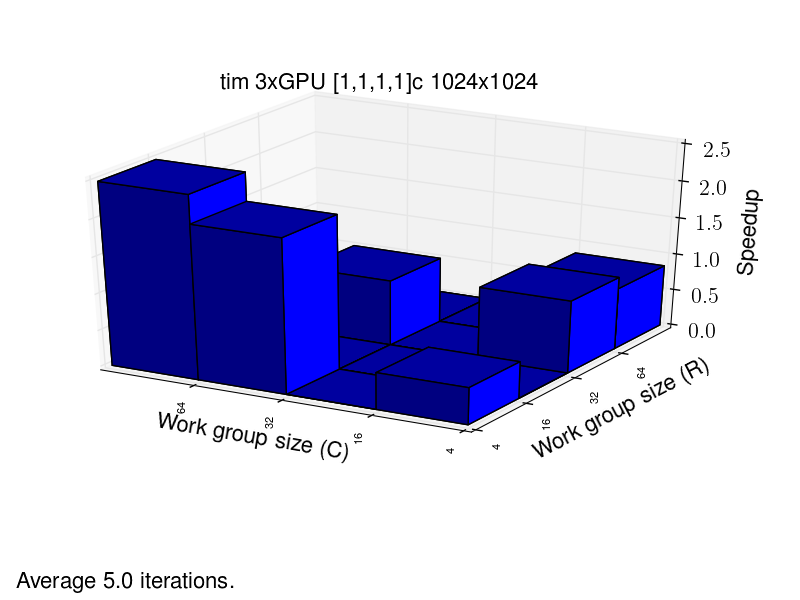 tim 3xGPU [1,1,1,1]c 1024x1024
2.5
2.0
1.5
1.0
0.5
0.0
Speedup
64
32
16
4
Work group size (C)
4
16
32
64
Work group size (R)
Average 5.0 iterations.